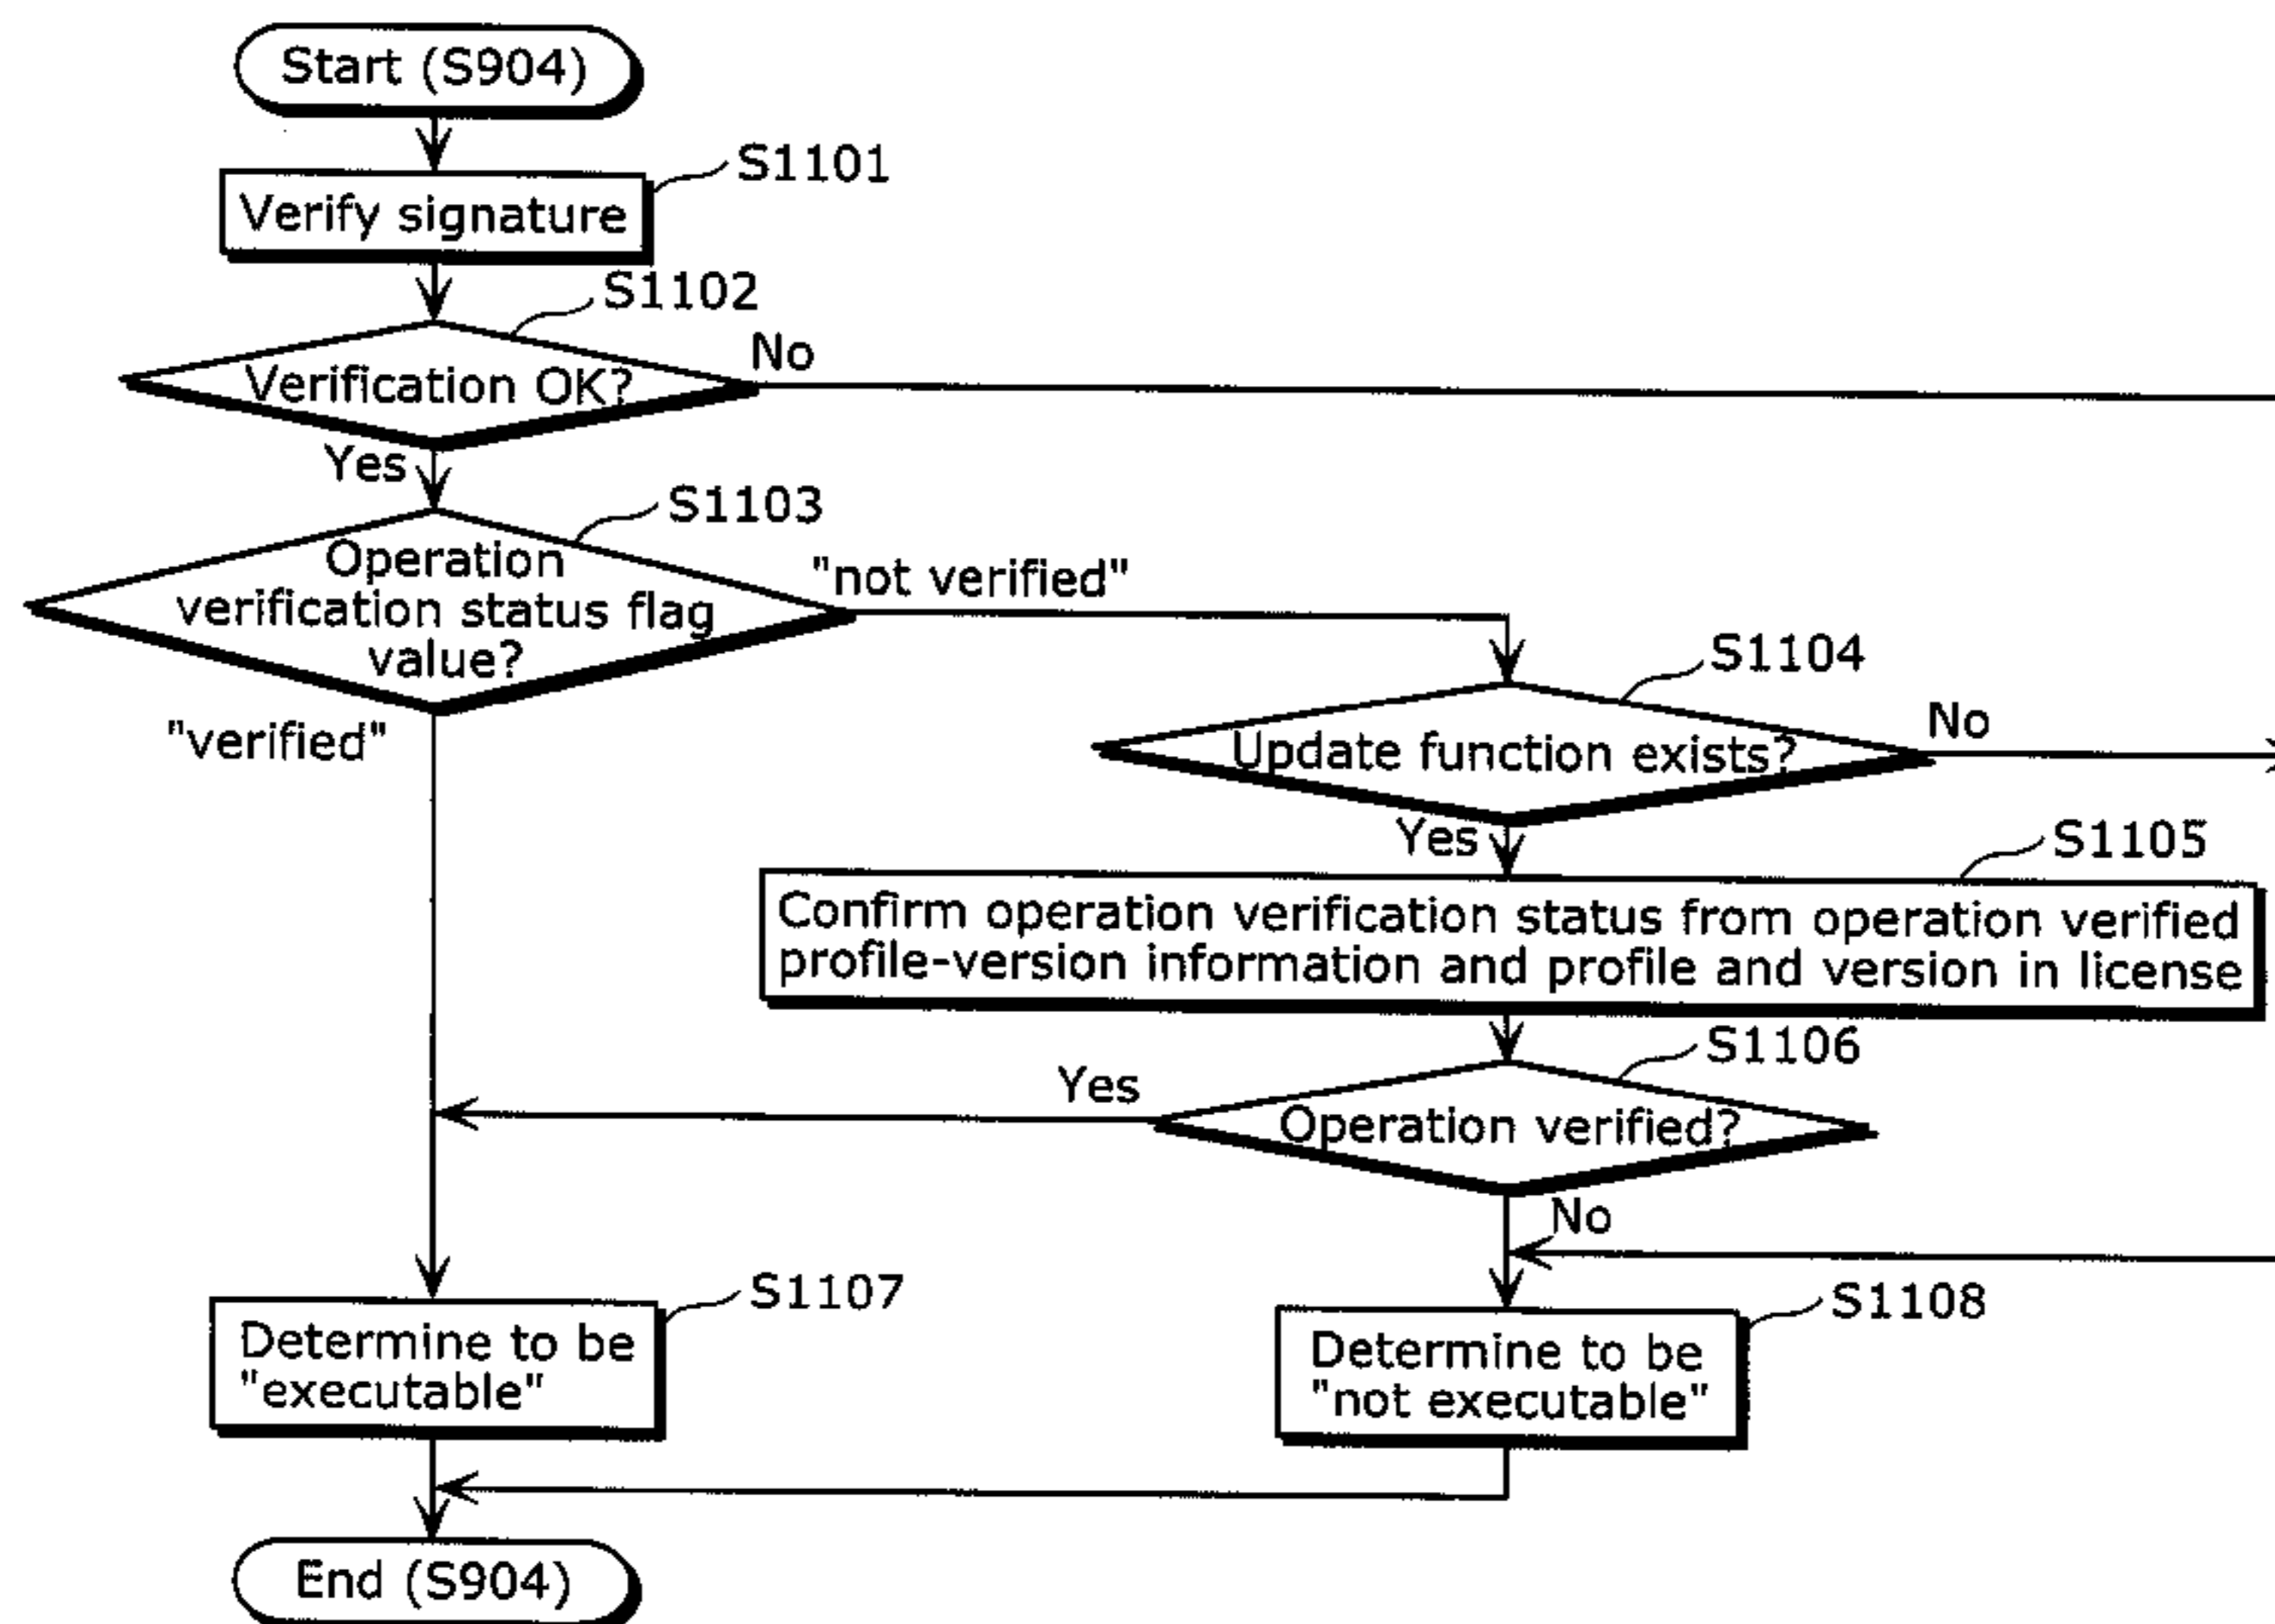 Start (S904)
S1101
Verify signature
S1102
No
Verification OK?
Yes
S1103
Operation
verification status flag
value?
"not verified"
"verified"
S1104
No
Update function exists?
Yes
S1105
Confirm operation verification status from operation verified
profile-version information and profile and version in license
S1106
Yes
Operation verified?
No
S1107
Determine to be
"executable"
S1108
Determine to be
"not executable"
End (S904)